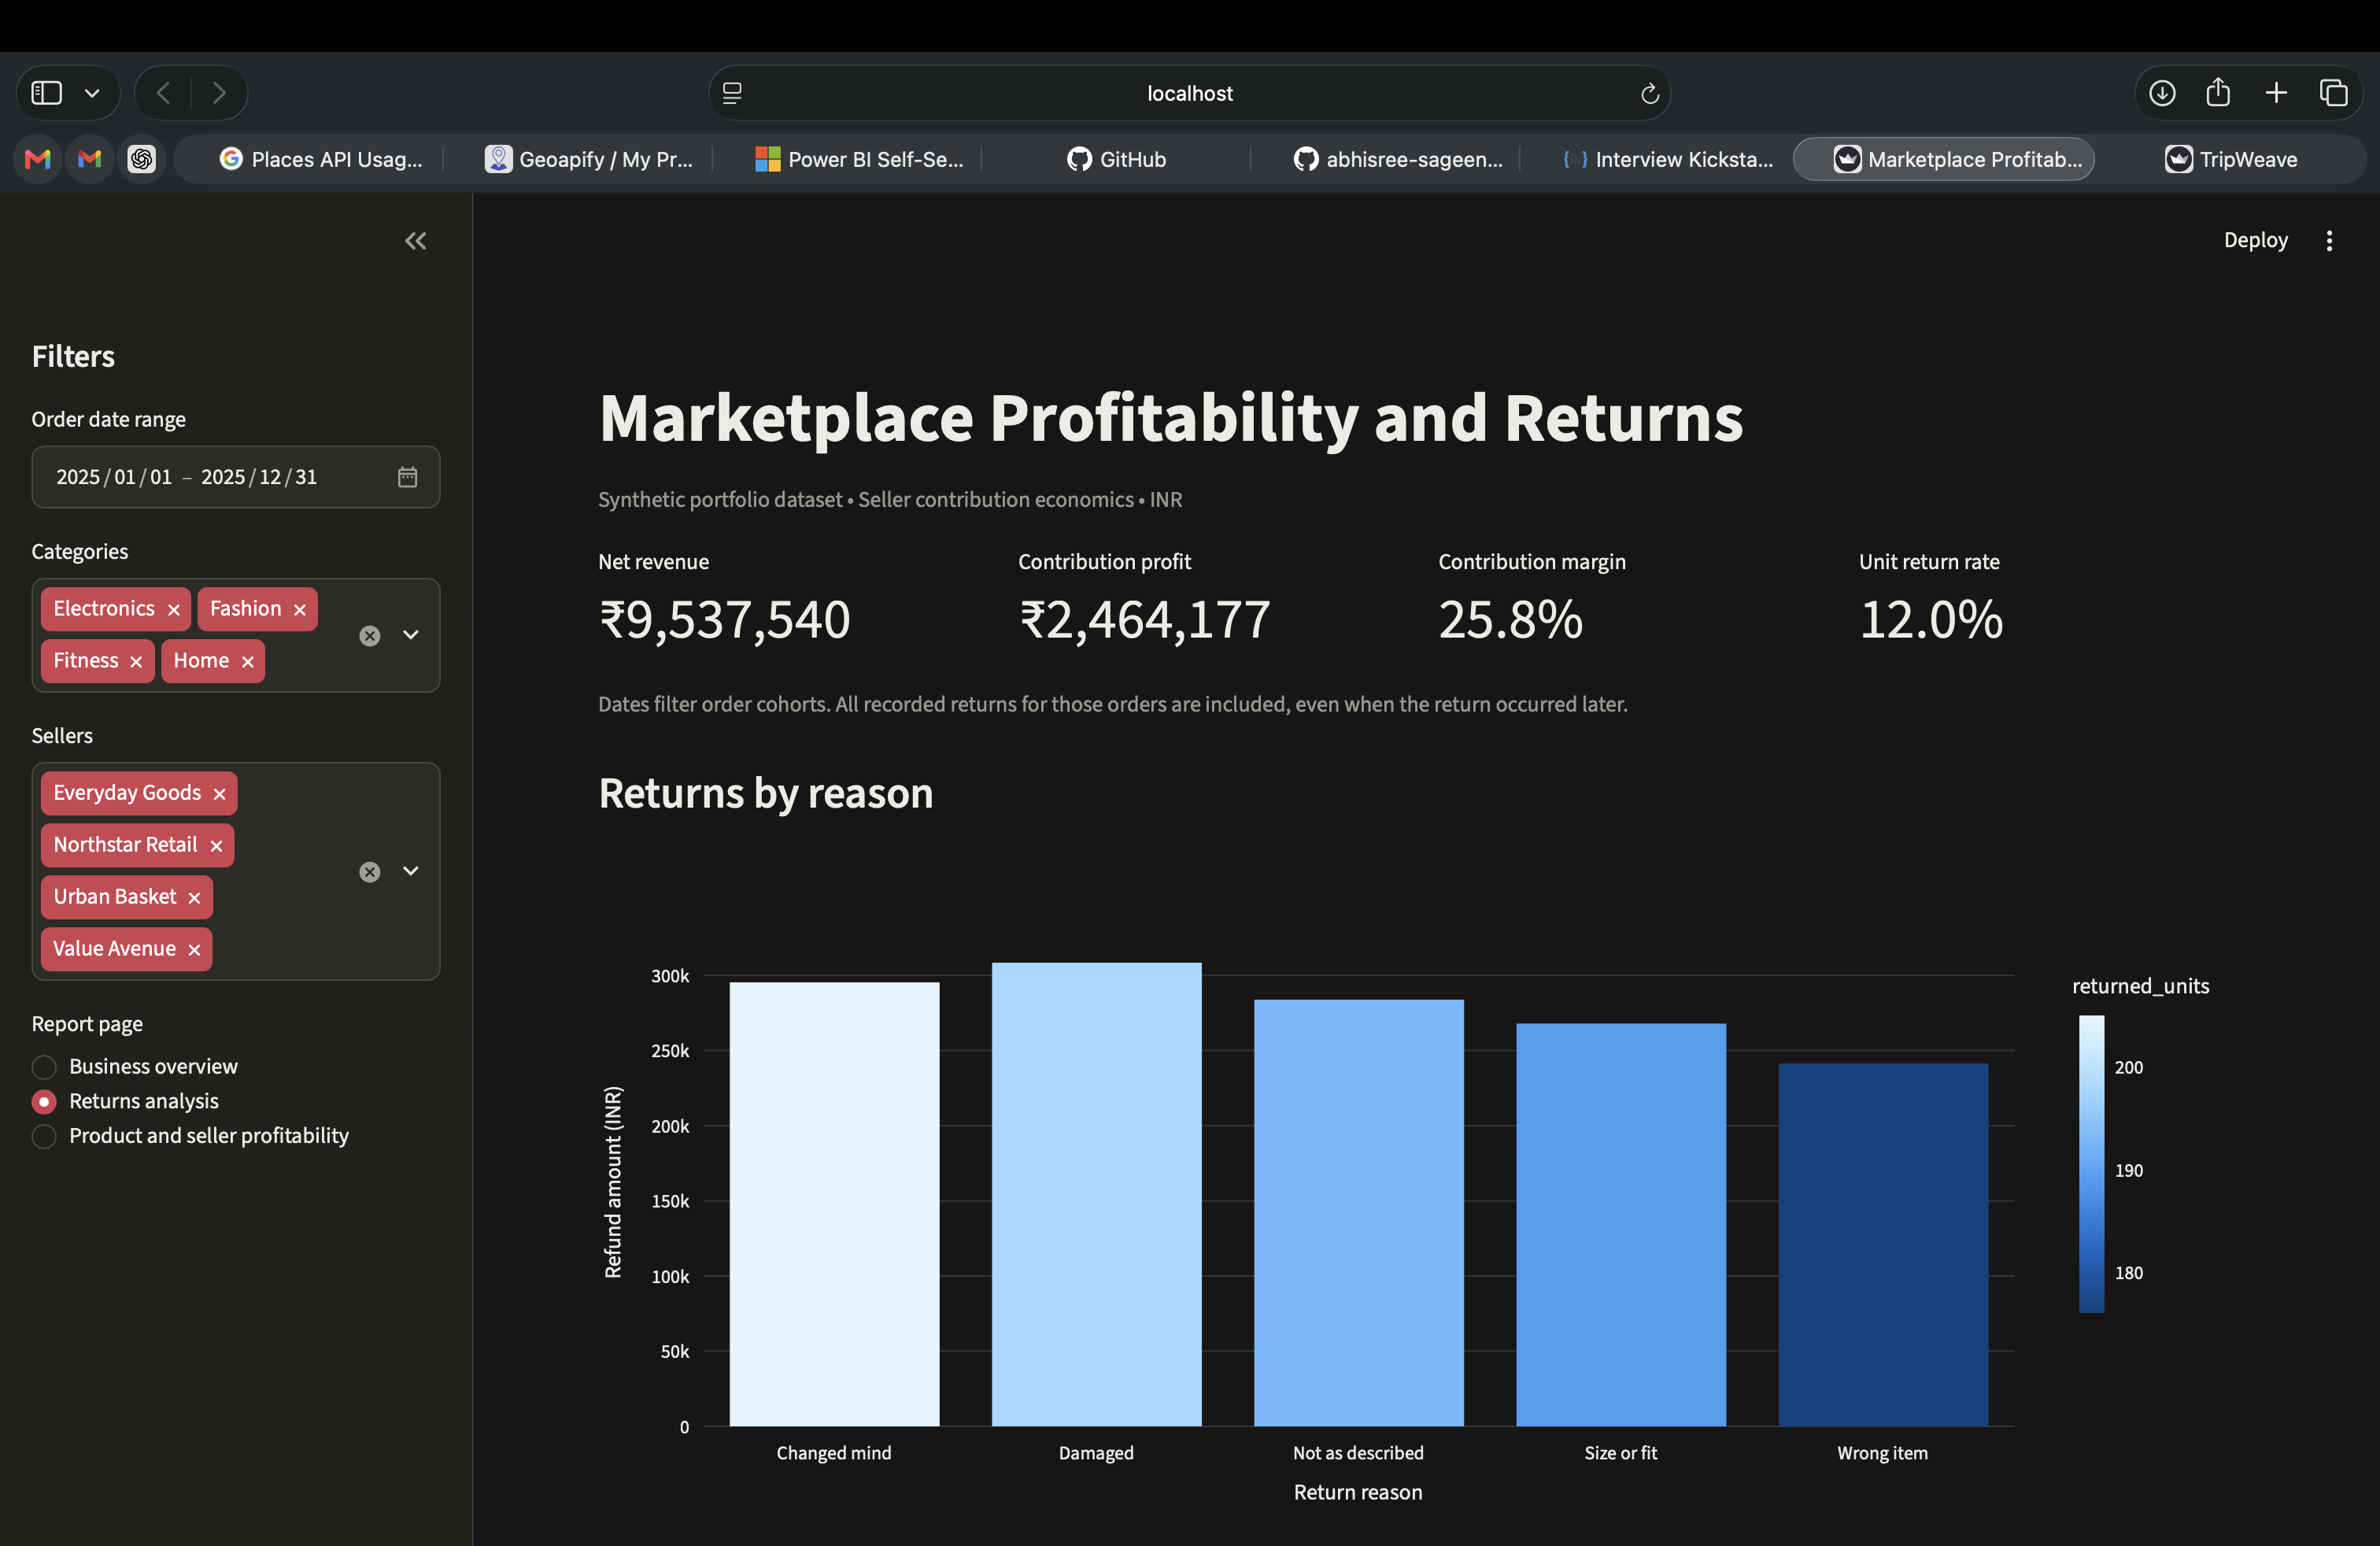 localhost
Places API Usag...
Geoapify / My Pr...
Power BI Self-Se...
GitHub
abhisree-sageen...
Interview Kicksta...
Marketplace Profitab...
TripWeave
Deploy
Filters
Order date range
2025/01/01 – 2025/12/31
Categories
Electronics
Fashion
Fitness
Home
Sellers
Everyday Goods
Northstar Retail
Urban Basket
Value Avenue
Report page
Business overview
Returns analysis
Product and seller profitability
Marketplace Profitability and Returns
Synthetic portfolio dataset • Seller contribution economics • INR
Net revenue
₹9,537,540
Contribution profit
₹2,464,177
Contribution margin
25.8%
Unit return rate
12.0%
Dates filter order cohorts. All recorded returns for those orders are included, even when the return occurred later.
Returns by reason
Refund amount (INR)
300k
250k
200k
150k
100k
50k
0
Changed mind
Damaged
Not as described
Size or fit
Wrong item
Return reason
returned_units
200
190
180